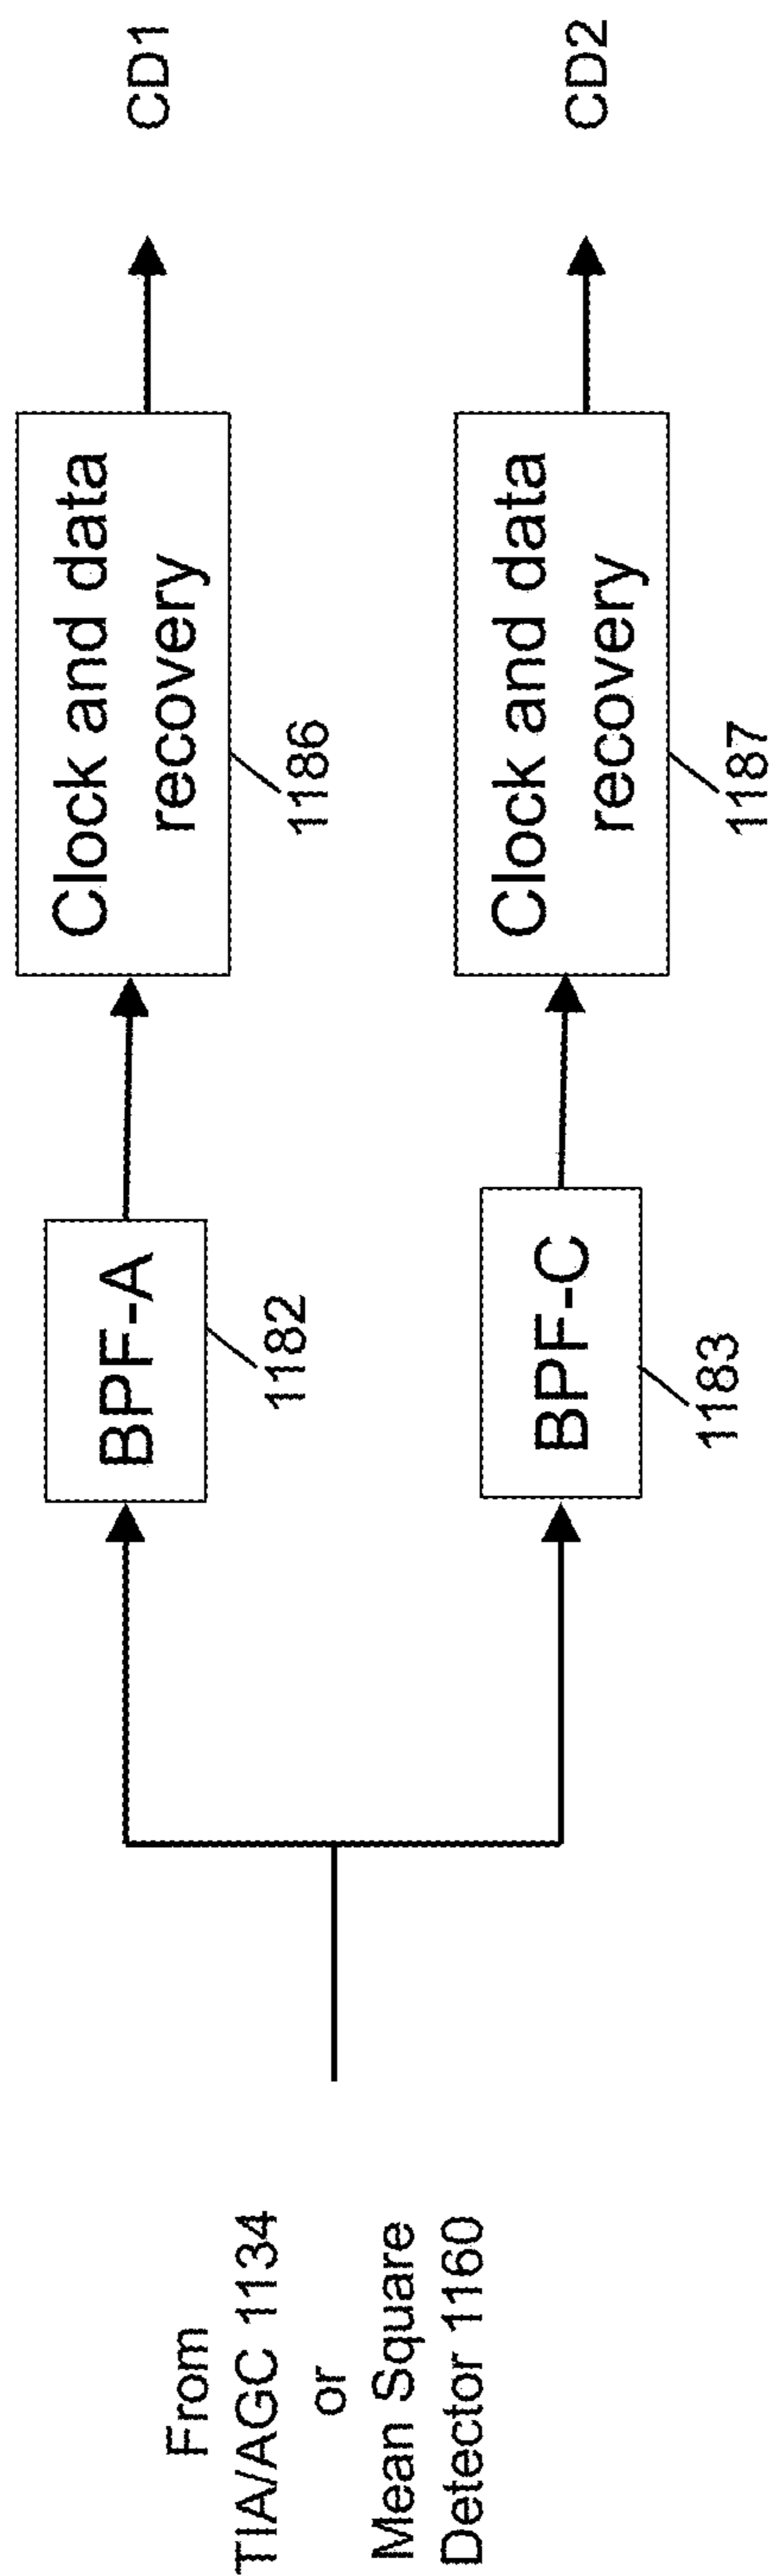 From
TIA/AGC 1134
or
Mean Square
Detector 1160
BPF-A
1182
Clock and data
recovery
1186
CD1
BPF-C
1183
Clock and data
recovery
1187
CD2